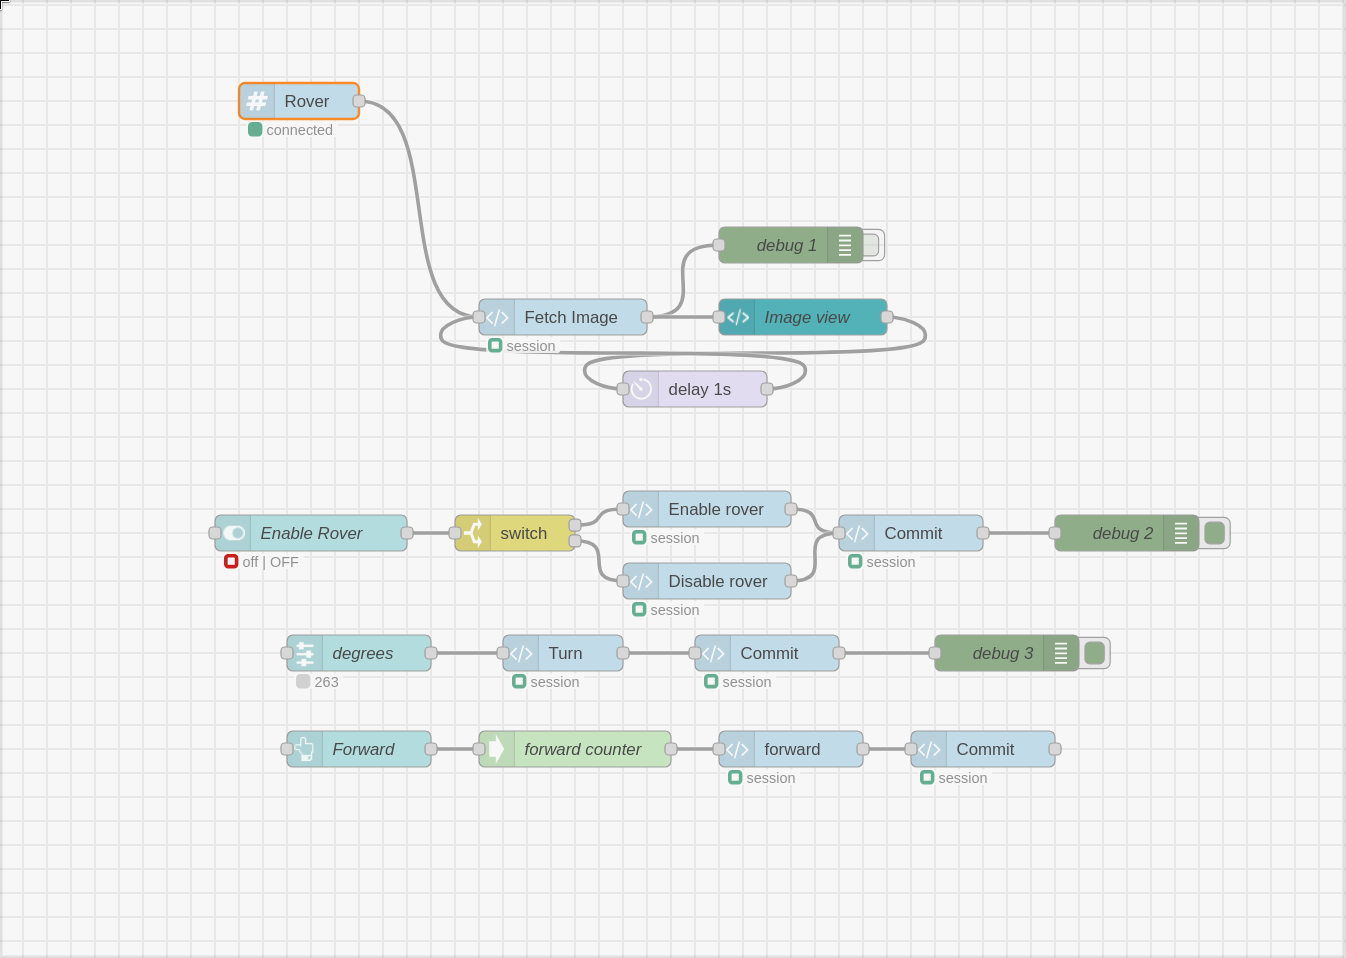 Rover
connected
debug 1
Fetch Image
Image view
session
delay 1s
Enable rover
session
Enable Rover
switch
Commit
debug 2
off | OFF
session
Disable rover
session
degrees
Turn
Commit
debug 3
263
session
session
Forward
forward counter
forward
Commit
session
session